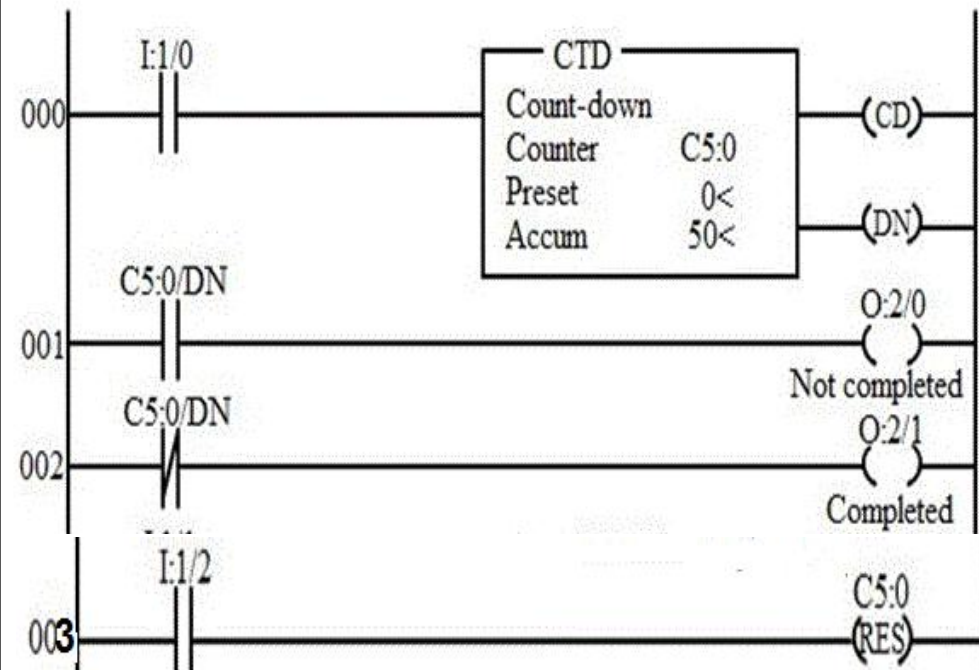 I:1/0
CTD
000
Count-down
(CD)
Counter C5:0
Preset 0<
Accum 50<
(DN)
C5:0/DN
O:2/0
001
Not completed
C5:0/DN
O:2/1
002
Completed
I:1/2
C5:0
003
(RES)